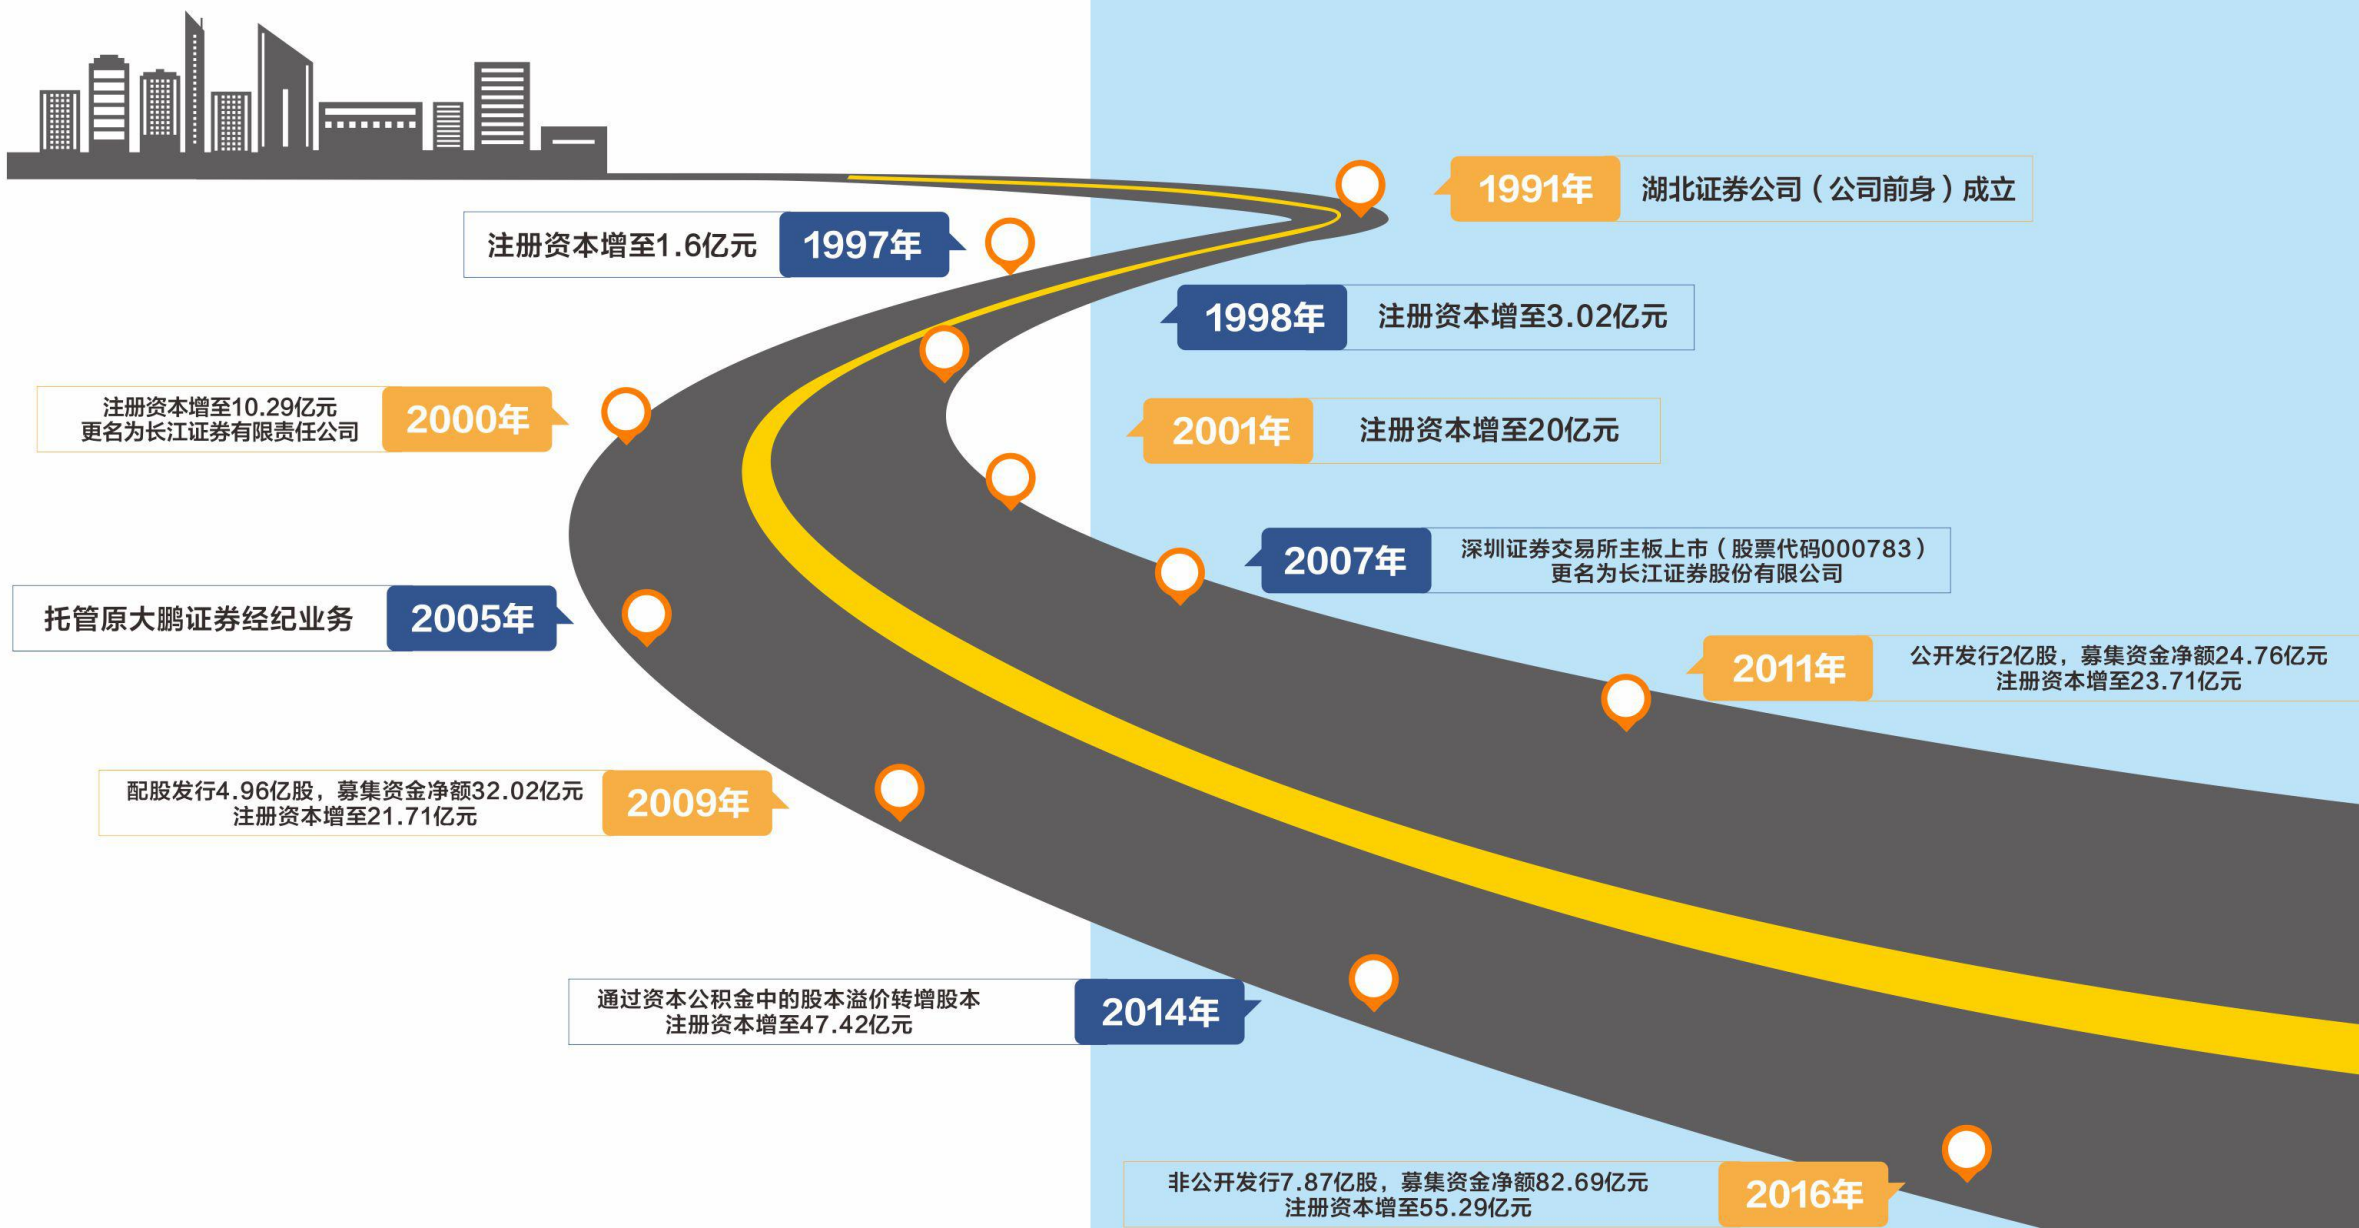 1991年
湖北证券公司（公司前身）成立
注册资本增至1.6亿元
1997年
1998年
注册资本增至3.02亿元
注册资本增至10.29亿元
更名为长江证券有限责任公司
2000年
2001年
注册资本增至20亿元
托管原大鹏证券经纪业务
2005年
2007年
深圳证券交易所主板上市（股票代码000783）
更名为长江证券股份有限公司
配股发行4.96亿股，募集资金净额32.02亿元
注册资本增至21.71亿元
2009年
2011年
公开发行2亿股，募集资金净额24.76亿元
注册资本增至23.71亿元
通过资本公积金中的股本溢价转增股本
注册资本增至47.42亿元
2014年
非公开发行7.87亿股，募集资金净额82.69亿元
注册资本增至55.29亿元
2016年